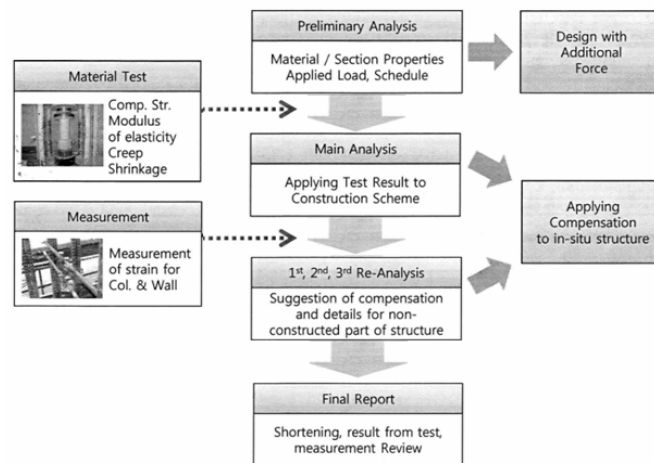 Preliminary Analysis
Material / Section Properties
Applied Load, Schedule
Design with
Additional
Force
Material Test
Comp. Str.
Modulus
of elasticity
Creep
Shrinkage
Main Analysis
Applying Test Result to
Construction Scheme
Applying
Compensation
to in-situ structure
Measurement
Measurement
of strain for
Col. & Wall
1st, 2nd, 3rd Re-Analysis
Suggestion of compensation
and details for non-
constructed part of structure
Final Report
Shortening, result from test,
measurement Review